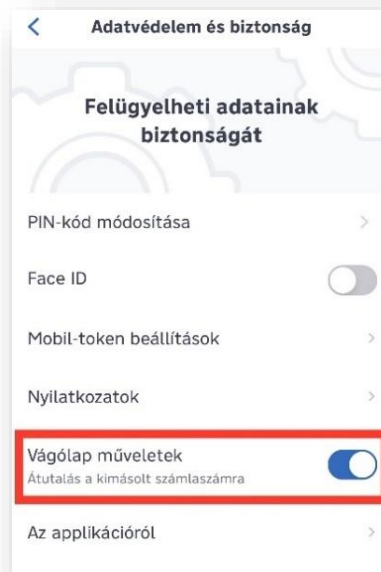 Adatvédelem és biztonság
Felügyelheti adatainak
biztonságát
PIN-kód módosítása
Face ID
Mobil-token beállítások
Nyilatkozatok
Vágólap műveletek
Átutalás a kimásolt számlaszámra
Az applikációról